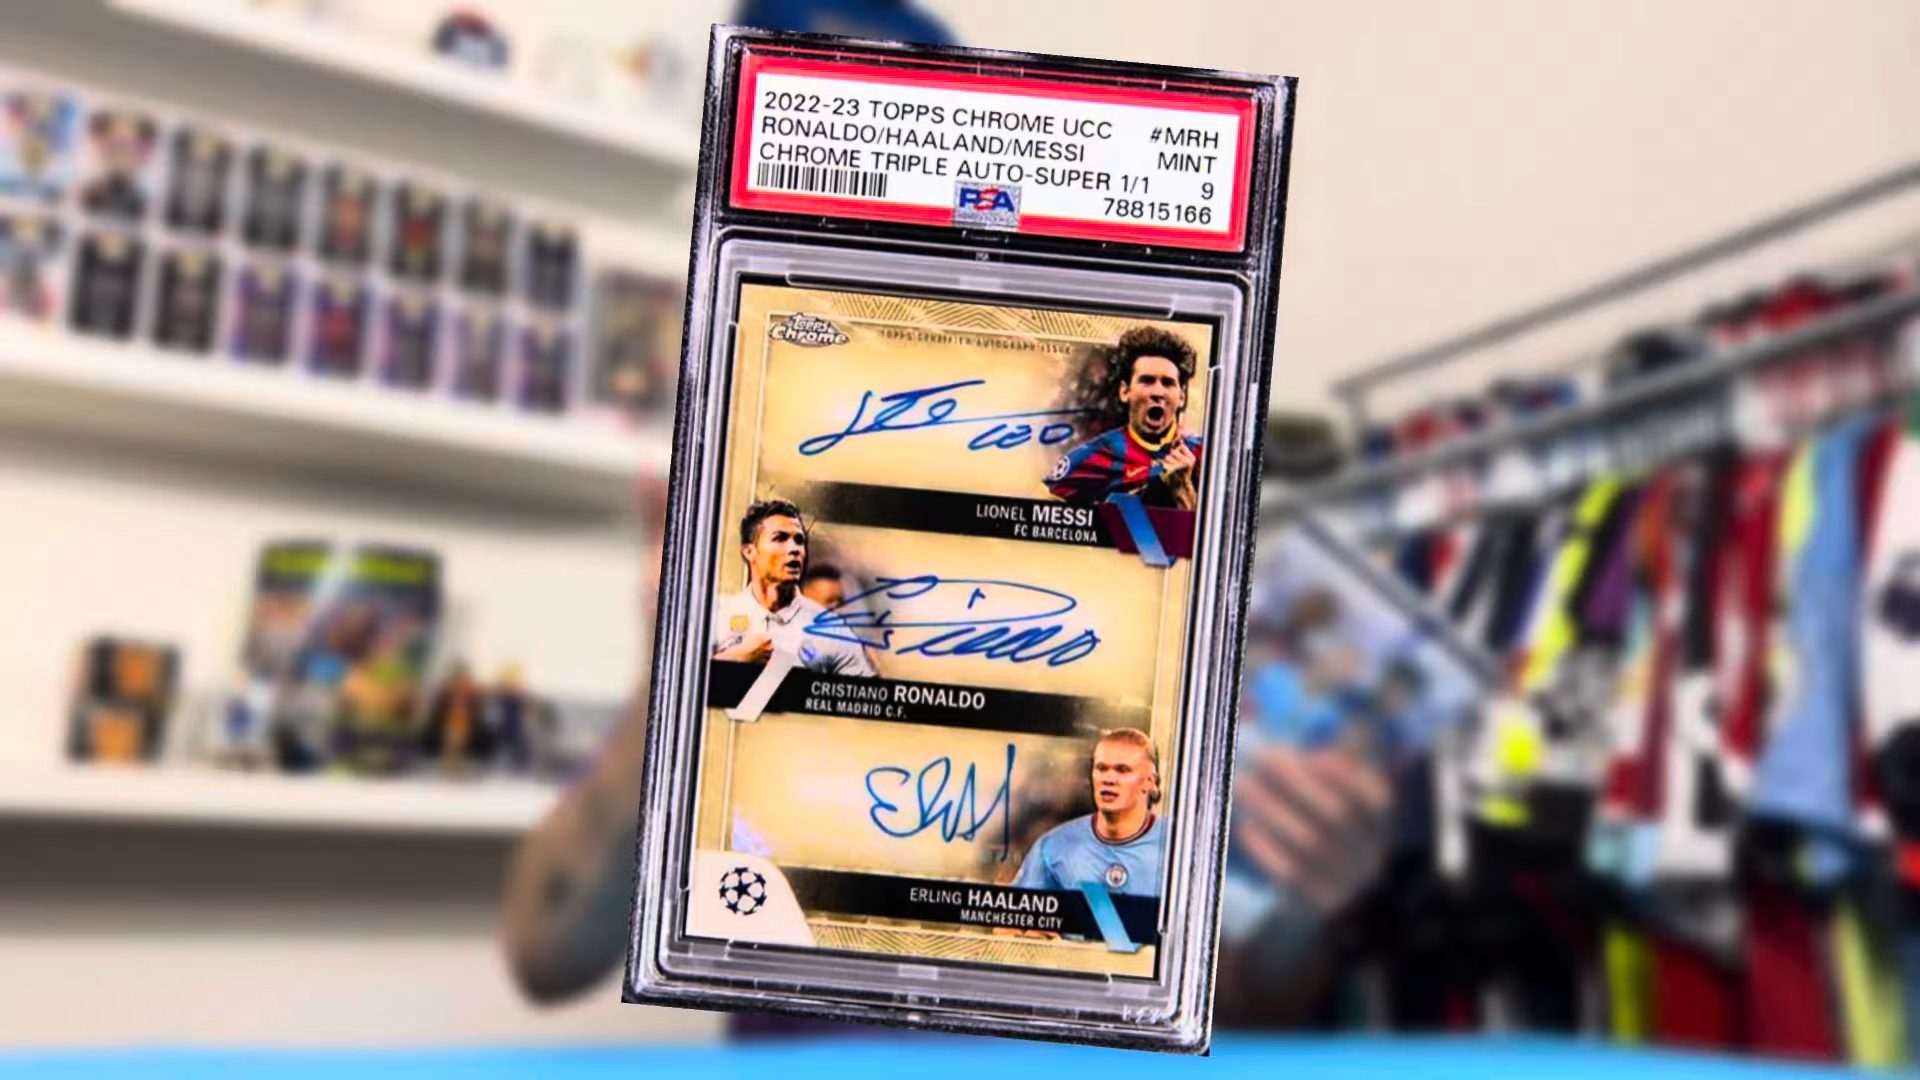 2022-23 TOPPS CHROME UCC #MRH
RONALDO/HAALAND/MESSI MINT
CHROME TRIPLE AUTO-SUPER 1/1 9
PSA 78815166
Topps Chrome
TOPPS CERTIFIED AUTOGRAPH ISSUE
LEO
LIONEL MESSI
FC BARCELONA
CRISTIANO RONALDO
REAL MADRID C.F.
ERLING HAALAND
MANCHESTER CITY